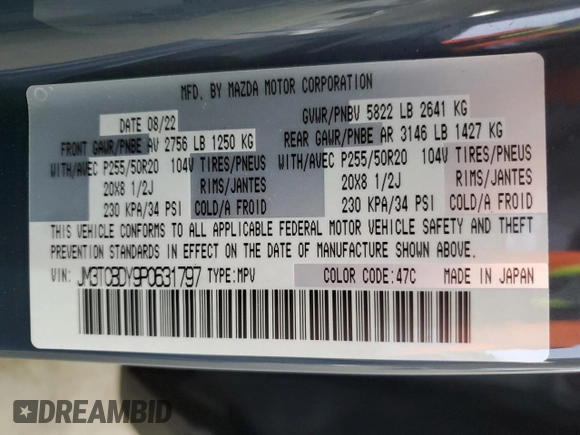 MFD. BY MAZDA MOTOR CORPORATION
DATE 08/22 GVWR/PNBV 5822 LB 2641 KG
FRONT GAWR/PNBE AV 2756 LB 1250 KG REAR GAWR/PNBE AR 3146 LB 1427 KG
WITH/AVEC P255/50R20 104V TIRES/PNEUS WITH/AVEC P255/50R20 104V TIRES/PNEUS
20X8 1/2J RIMS/JANTES 20X8 1/2J RIMS/JANTES
230 KPA/34 PSI COLD/A FROID 230 KPA/34 PSI COLD/A FROID
THIS VEHICLE CONFORMS TO ALL APPLICABLE FEDERAL MOTOR VEHICLE SAFETY AND THEFT
PREVENTION STANDARDS IN EFFECT ON THE DATE OF MANUFACTURE SHOWN ABOVE.
VIN: JM3TCBDY9P0631797 TYPE:MPV COLOR CODE:47C MADE IN JAPAN
DREAMBID